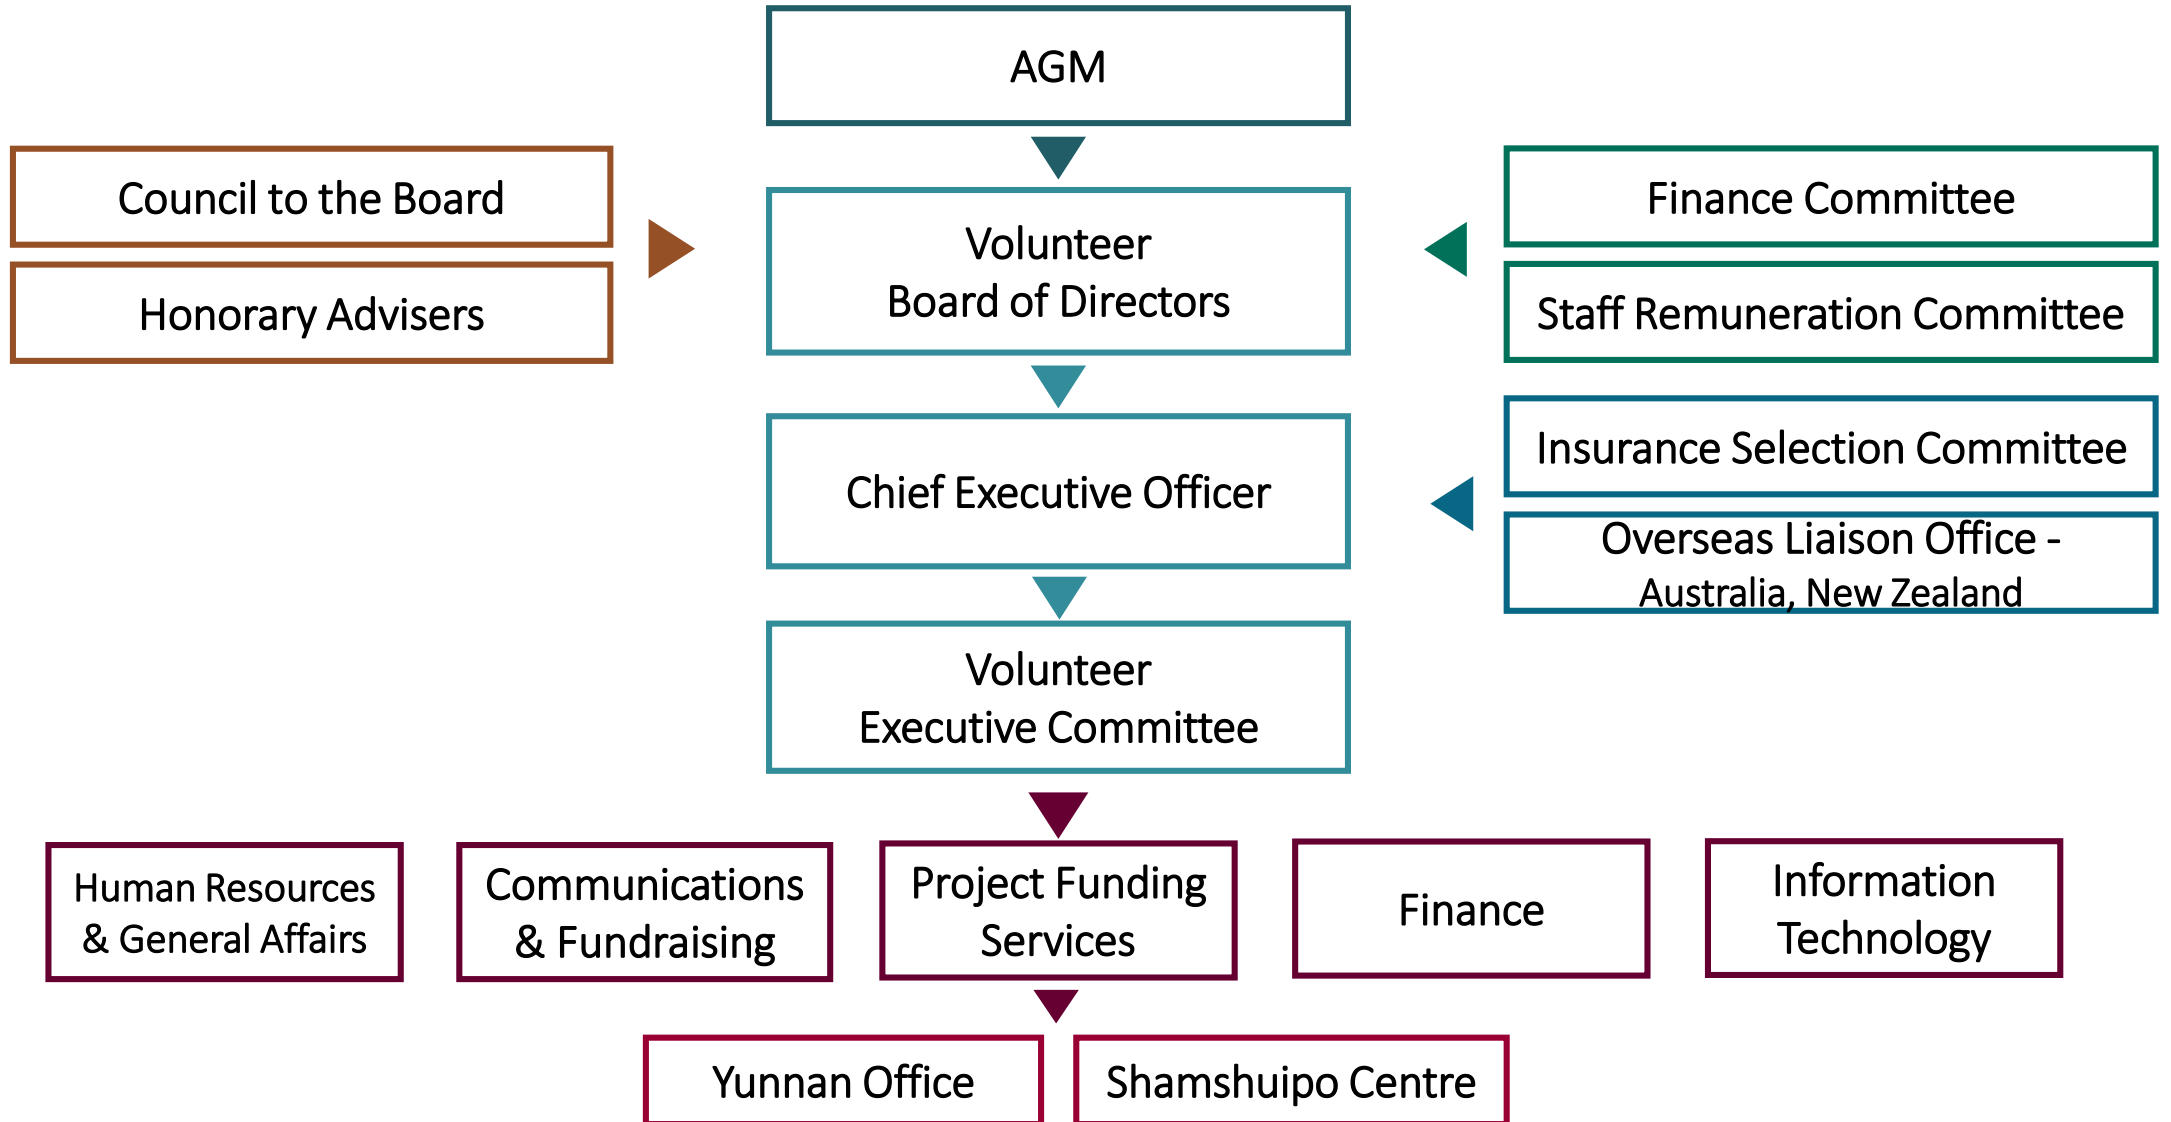 AGM
Council to the Board
Honorary Advisers
Volunteer
Board of Directors
Finance Committee
Staff Remuneration Committee
Chief Executive Officer
Insurance Selection Committee
Overseas Liaison Office -
Australia, New Zealand
Volunteer
Executive Committee
Human Resources
& General Affairs
Communications
& Fundraising
Project Funding
Services
Finance
Information
Technology
Yunnan Office
Shamshuipo Centre